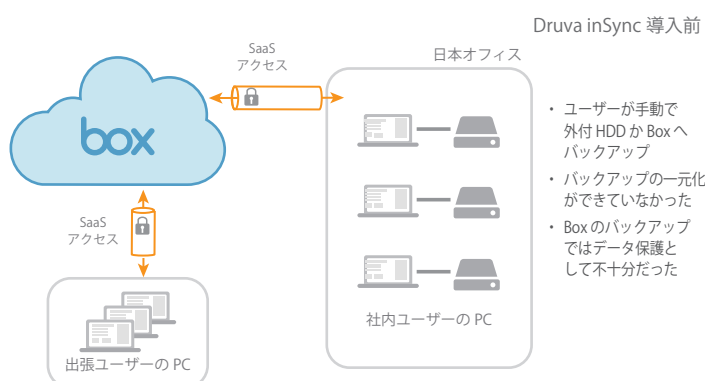 Druva inSync 導入前
SaaS
アクセス
日本オフィス
box
・ ユーザーが手動で
外付 HDD か Box へ
バックアップ
・ バックアップの一元化
ができていなかった
・ Box のバックアップ
ではデータ保護と
して不十分だった
SaaS
アクセス
社内ユーザーの PC
出張ユーザーの PC